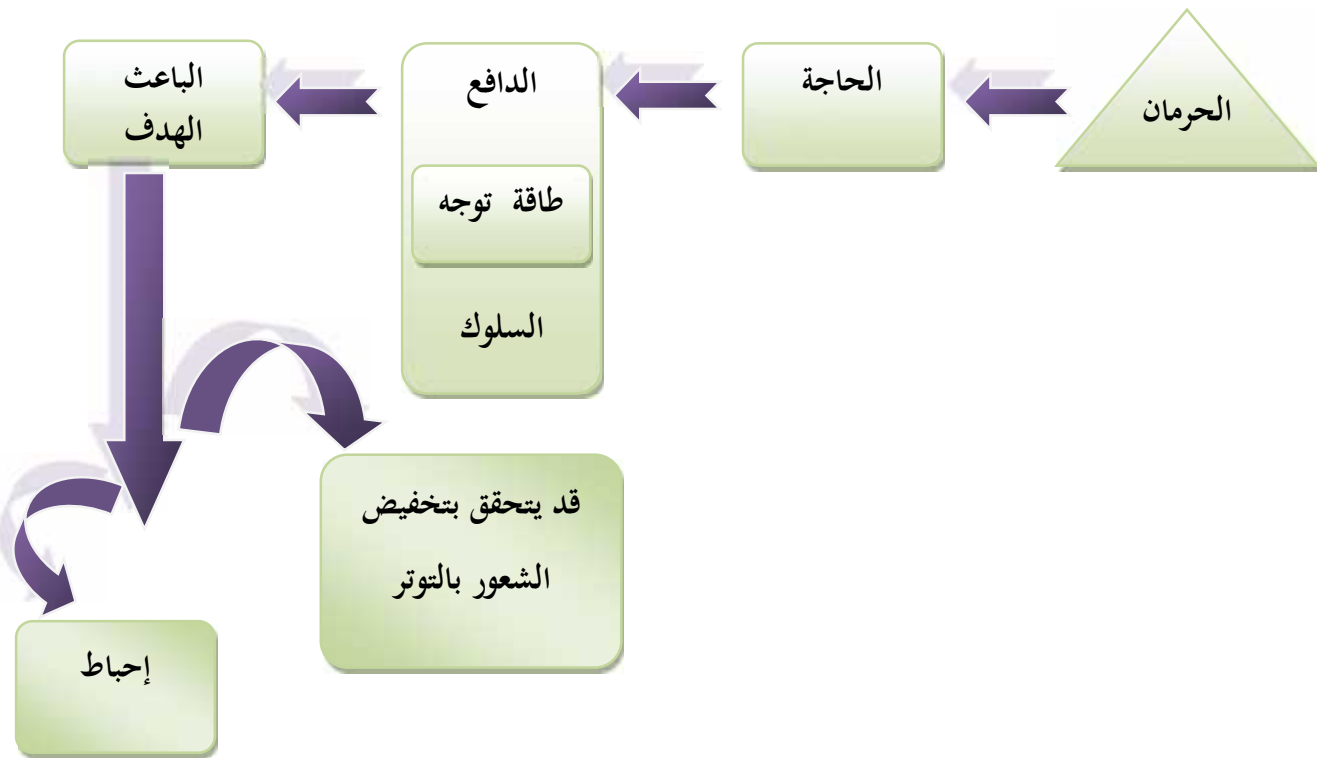 الحرمان
الحاجة
الدافع
طاقة توجه
السلوك
الباعث
الهدف
قد يتحقق بتخفيض
الشعور بالتوتر
إحباط